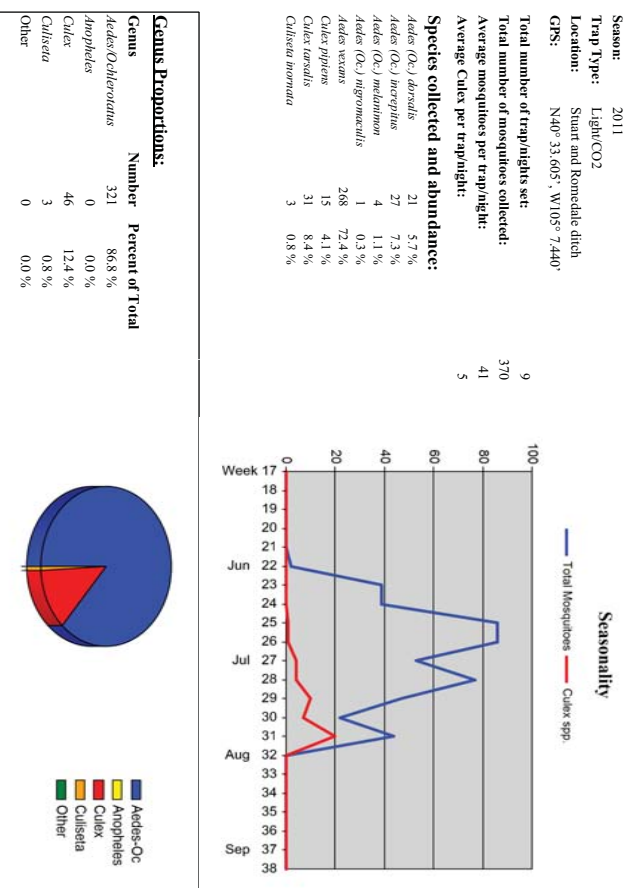 Season: 2011
Trap Type: Light/CO2
Location: Stuart and Romedale ditch
GPS: N40° 33.605', W105° 7.440'
Total number of trap/nights set: 9
Total number of mosquitoes collected: 370
Average mosquitoes per trap/night: 41
Average Culex per trap/night: 5
Species collected and abundance:
Aedes (Oc.) dorsalis 21 5.7 %
Aedes (Oc.) increpitus 27 7.3 %
Aedes (Oc.) melanimon 4 1.1 %
Aedes (Oc.) nigromaculis 1 0.3 %
Aedes vexans 268 72.4 %
Culex pipiens 15 4.1 %
Culex tarsalis 31 8.4 %
Culiseta inornata 3 0.8 %
Seasonality
Total Mosquitoes Culex spp.
100
80
60
40
20
0
Week 17 18 19 20 21 22 23 24 25 26 27 28 29 30 31 32 33 34 35 36 37 38
Jun Jul Aug Sep
Genus Proportions:
Genus Number Percent of Total
Aedes/Ochlerotatus 321 86.8 %
Anopheles 0 0.0 %
Culex 46 12.4 %
Culiseta 3 0.8 %
Other 0 0.0 %
Aedes-Oc
Anopheles
Culex
Culiseta
Other